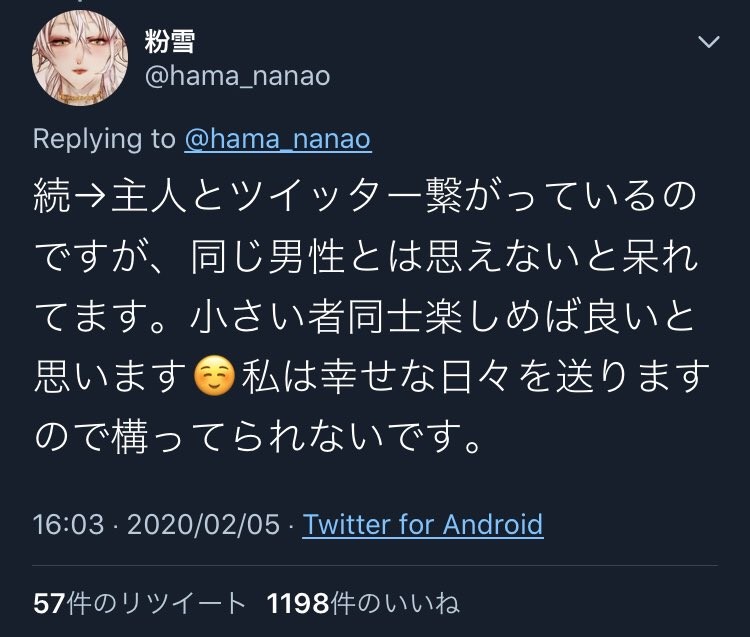 粉雪
@hama_nanao
Replying to @hama_nanao
続→主人とツイッター繋がっているの
ですが、同じ男性とは思えないと呆れ
てます。小さい者同士楽しめば良いと
思います☺️私は幸せな日々を送ります
ので構ってられないです。
16:03 · 2020/02/05 · Twitter for Android
57件のリツイート 1198件のいいね